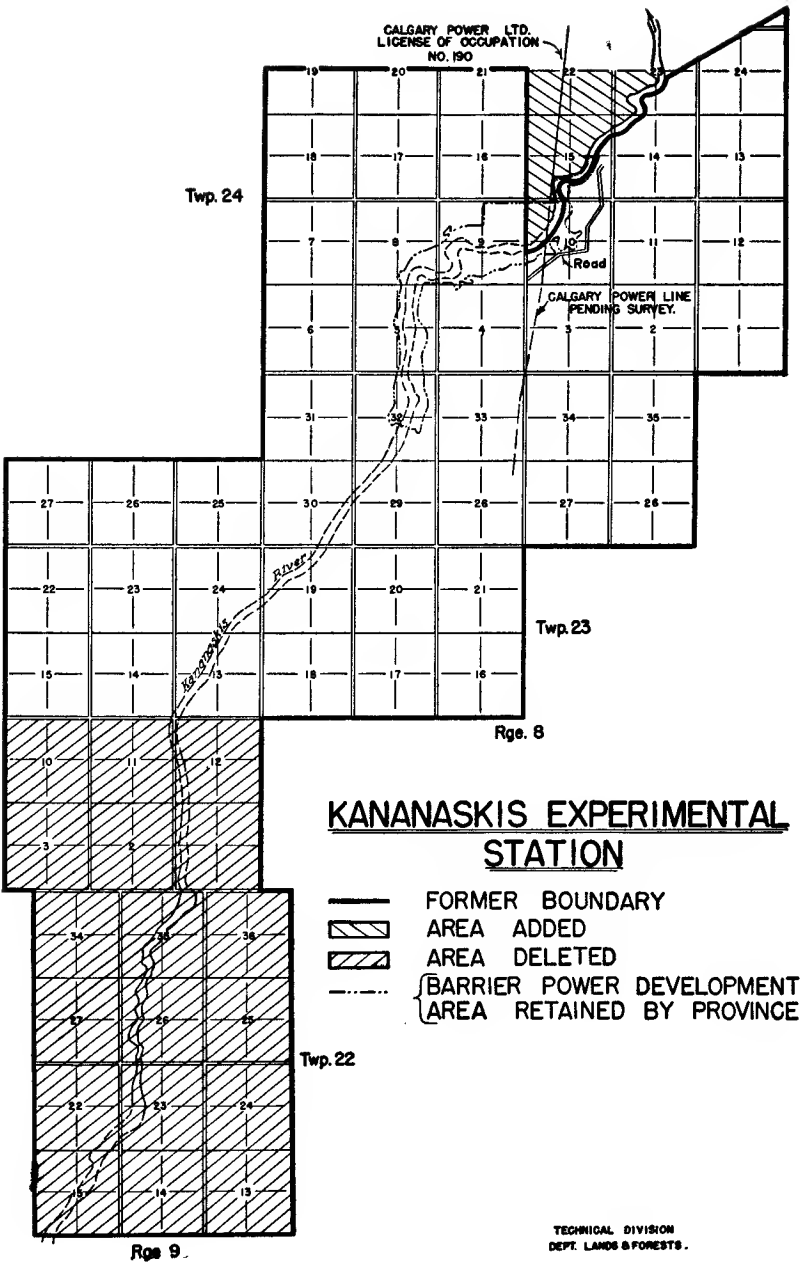 CALGARY POWER LTD.
LICENSE OF OCCUPATION
NO. 190
19 20 21 22 23 24
18 17 16 15 14 13
Twp. 24
7 8 9 10 11 12
Road
CALGARY POWER LINE
PENDING SURVEY.
6 5 4 3 2 1
31 32 33 34 35
27 26 25 30 29 28 27 26
22 23 24 19 20 21
River
Twp. 23
Kananaskis
15 14 13 18 17 16
Rge. 8
10 11 12
3 2
KANANASKIS EXPERIMENTAL
STATION
FORMER BOUNDARY
AREA ADDED
AREA DELETED
BARRIER POWER DEVELOPMENT
AREA RETAINED BY PROVINCE
34 35 36
27 26 25
Twp. 22
22 23 24
15 14 13
Rge 9
TECHNICAL DIVISION
DEPT. LANDS & FORESTS.